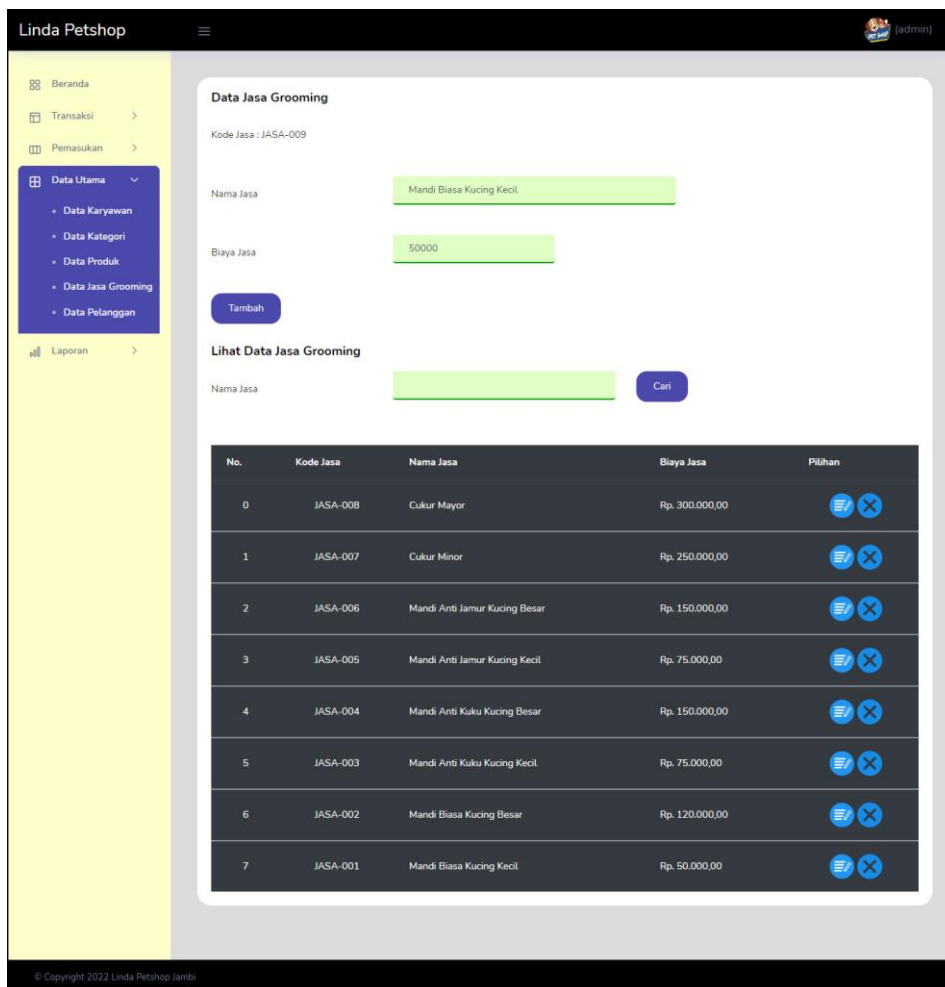 Linda Petshop
(admin)
Beranda
Transaksi
Pemasukan
Data Utama
Data Karyawan
Data Kategori
Data Produk
Data Jasa Grooming
Data Pelanggan
Laporan
Data Jasa Grooming
Kode Jasa : JASA-009
Nama Jasa Mandi Biasa Kucing Kecil
Biaya Jasa 50000
Tambah
Lihat Data Jasa Grooming
Nama Jasa Cari
No. Kode Jasa Nama Jasa Biaya Jasa Pilihan
0 JASA-008 Cukur Mayor Rp. 300.000,00
1 JASA-007 Cukur Minor Rp. 250.000,00
2 JASA-006 Mandi Anti Jamur Kucing Besar Rp. 150.000,00
3 JASA-005 Mandi Anti Jamur Kucing Kecil Rp. 75.000,00
4 JASA-004 Mandi Anti Kuku Kucing Besar Rp. 150.000,00
5 JASA-003 Mandi Anti Kuku Kucing Kecil Rp. 75.000,00
6 JASA-002 Mandi Biasa Kucing Besar Rp. 120.000,00
7 JASA-001 Mandi Biasa Kucing Kecil Rp. 50.000,00
© Copyright 2022 Linda Petshop Jambi